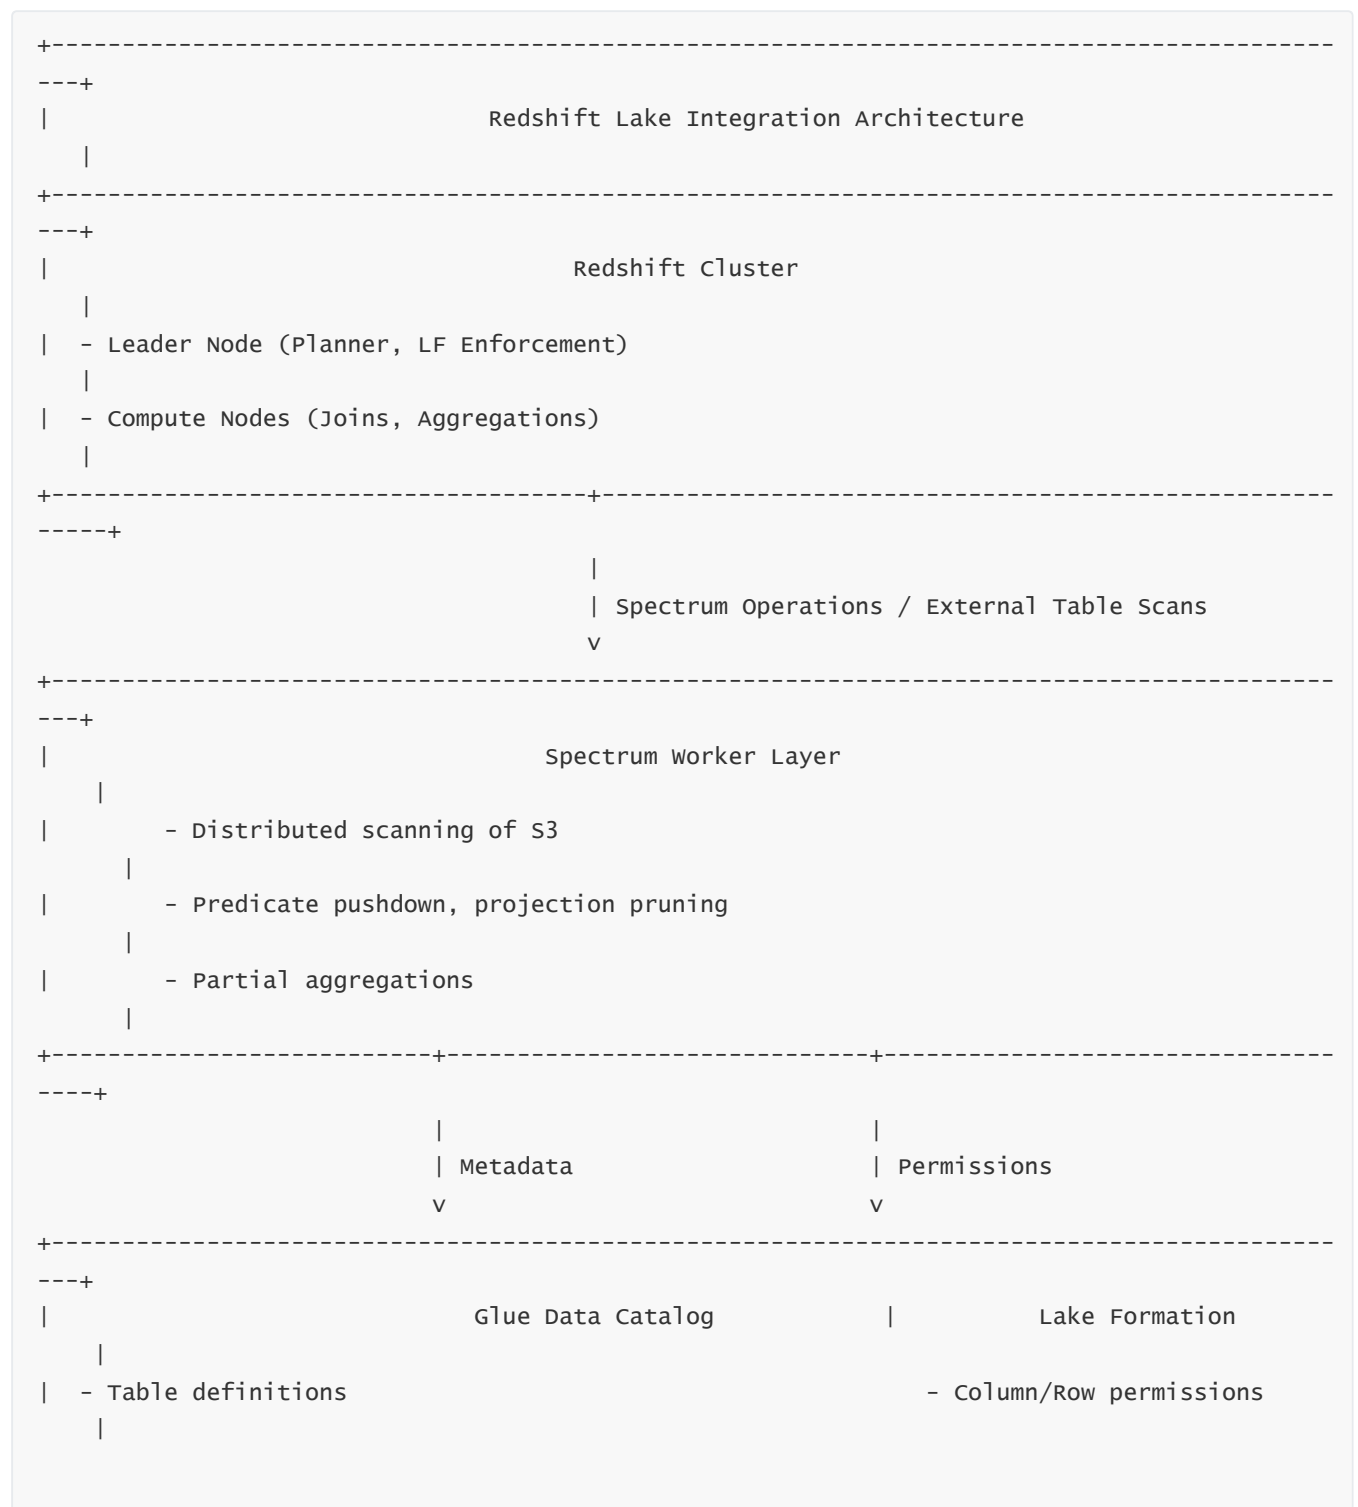 +-------------------------------------------------------------------------------------------
---+
|                               Redshift Lake Integration Architecture
   |
+-------------------------------------------------------------------------------------------
---+
|                                     Redshift Cluster
   |
|  - Leader Node (Planner, LF Enforcement)
   |
|  - Compute Nodes (Joins, Aggregations)
   |
+--------------------------------------+----------------------------------------------------
-----+
                                       |
                                       | Spectrum Operations / External Table Scans
                                       v
+-------------------------------------------------------------------------------------------
---+
|                                   Spectrum Worker Layer
    |
|        - Distributed scanning of S3
      |
|        - Predicate pushdown, projection pruning
      |
|        - Partial aggregations
      |
+---------------------------+------------------------------+--------------------------------
----+
                            |                              |
                            | Metadata                     | Permissions
                            v                              v
+-------------------------------------------------------------------------------------------
---+
|                              Glue Data Catalog            |          Lake Formation
    |
|  - Table definitions                                         - Column/Row permissions
    |